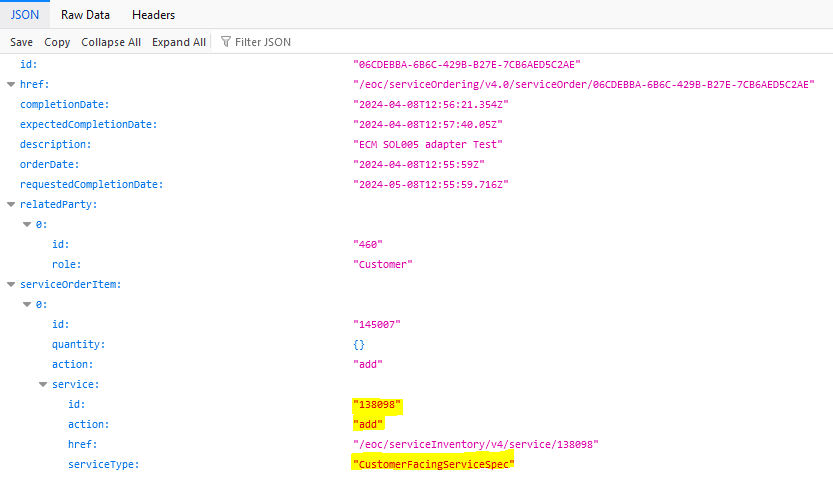 JSON Raw Data Headers
Save Copy Collapse All Expand All Filter JSON
id: "06CDEBBA-6B6C-429B-B27E-7CB6AED5C2AE"
href: "/eoc/serviceOrdering/v4.0/serviceOrder/06CDEBBA-6B6C-429B-B27E-7CB6AED5C2AE"
completionDate: "2024-04-08T12:56:21.354Z"
expectedCompletionDate: "2024-04-08T12:57:40.05Z"
description: "ECM SOL005 adapter Test"
orderDate: "2024-04-08T12:55:59Z"
requestedCompletionDate: "2024-05-08T12:55:59.716Z"
relatedParty:
0:
id: "460"
role: "Customer"
serviceOrderItem:
0:
id: "145007"
quantity: {}
action: "add"
service:
id: "138098"
action: "add"
href: "/eoc/serviceInventory/v4/service/138098"
serviceType: "CustomerFacingServiceSpec"